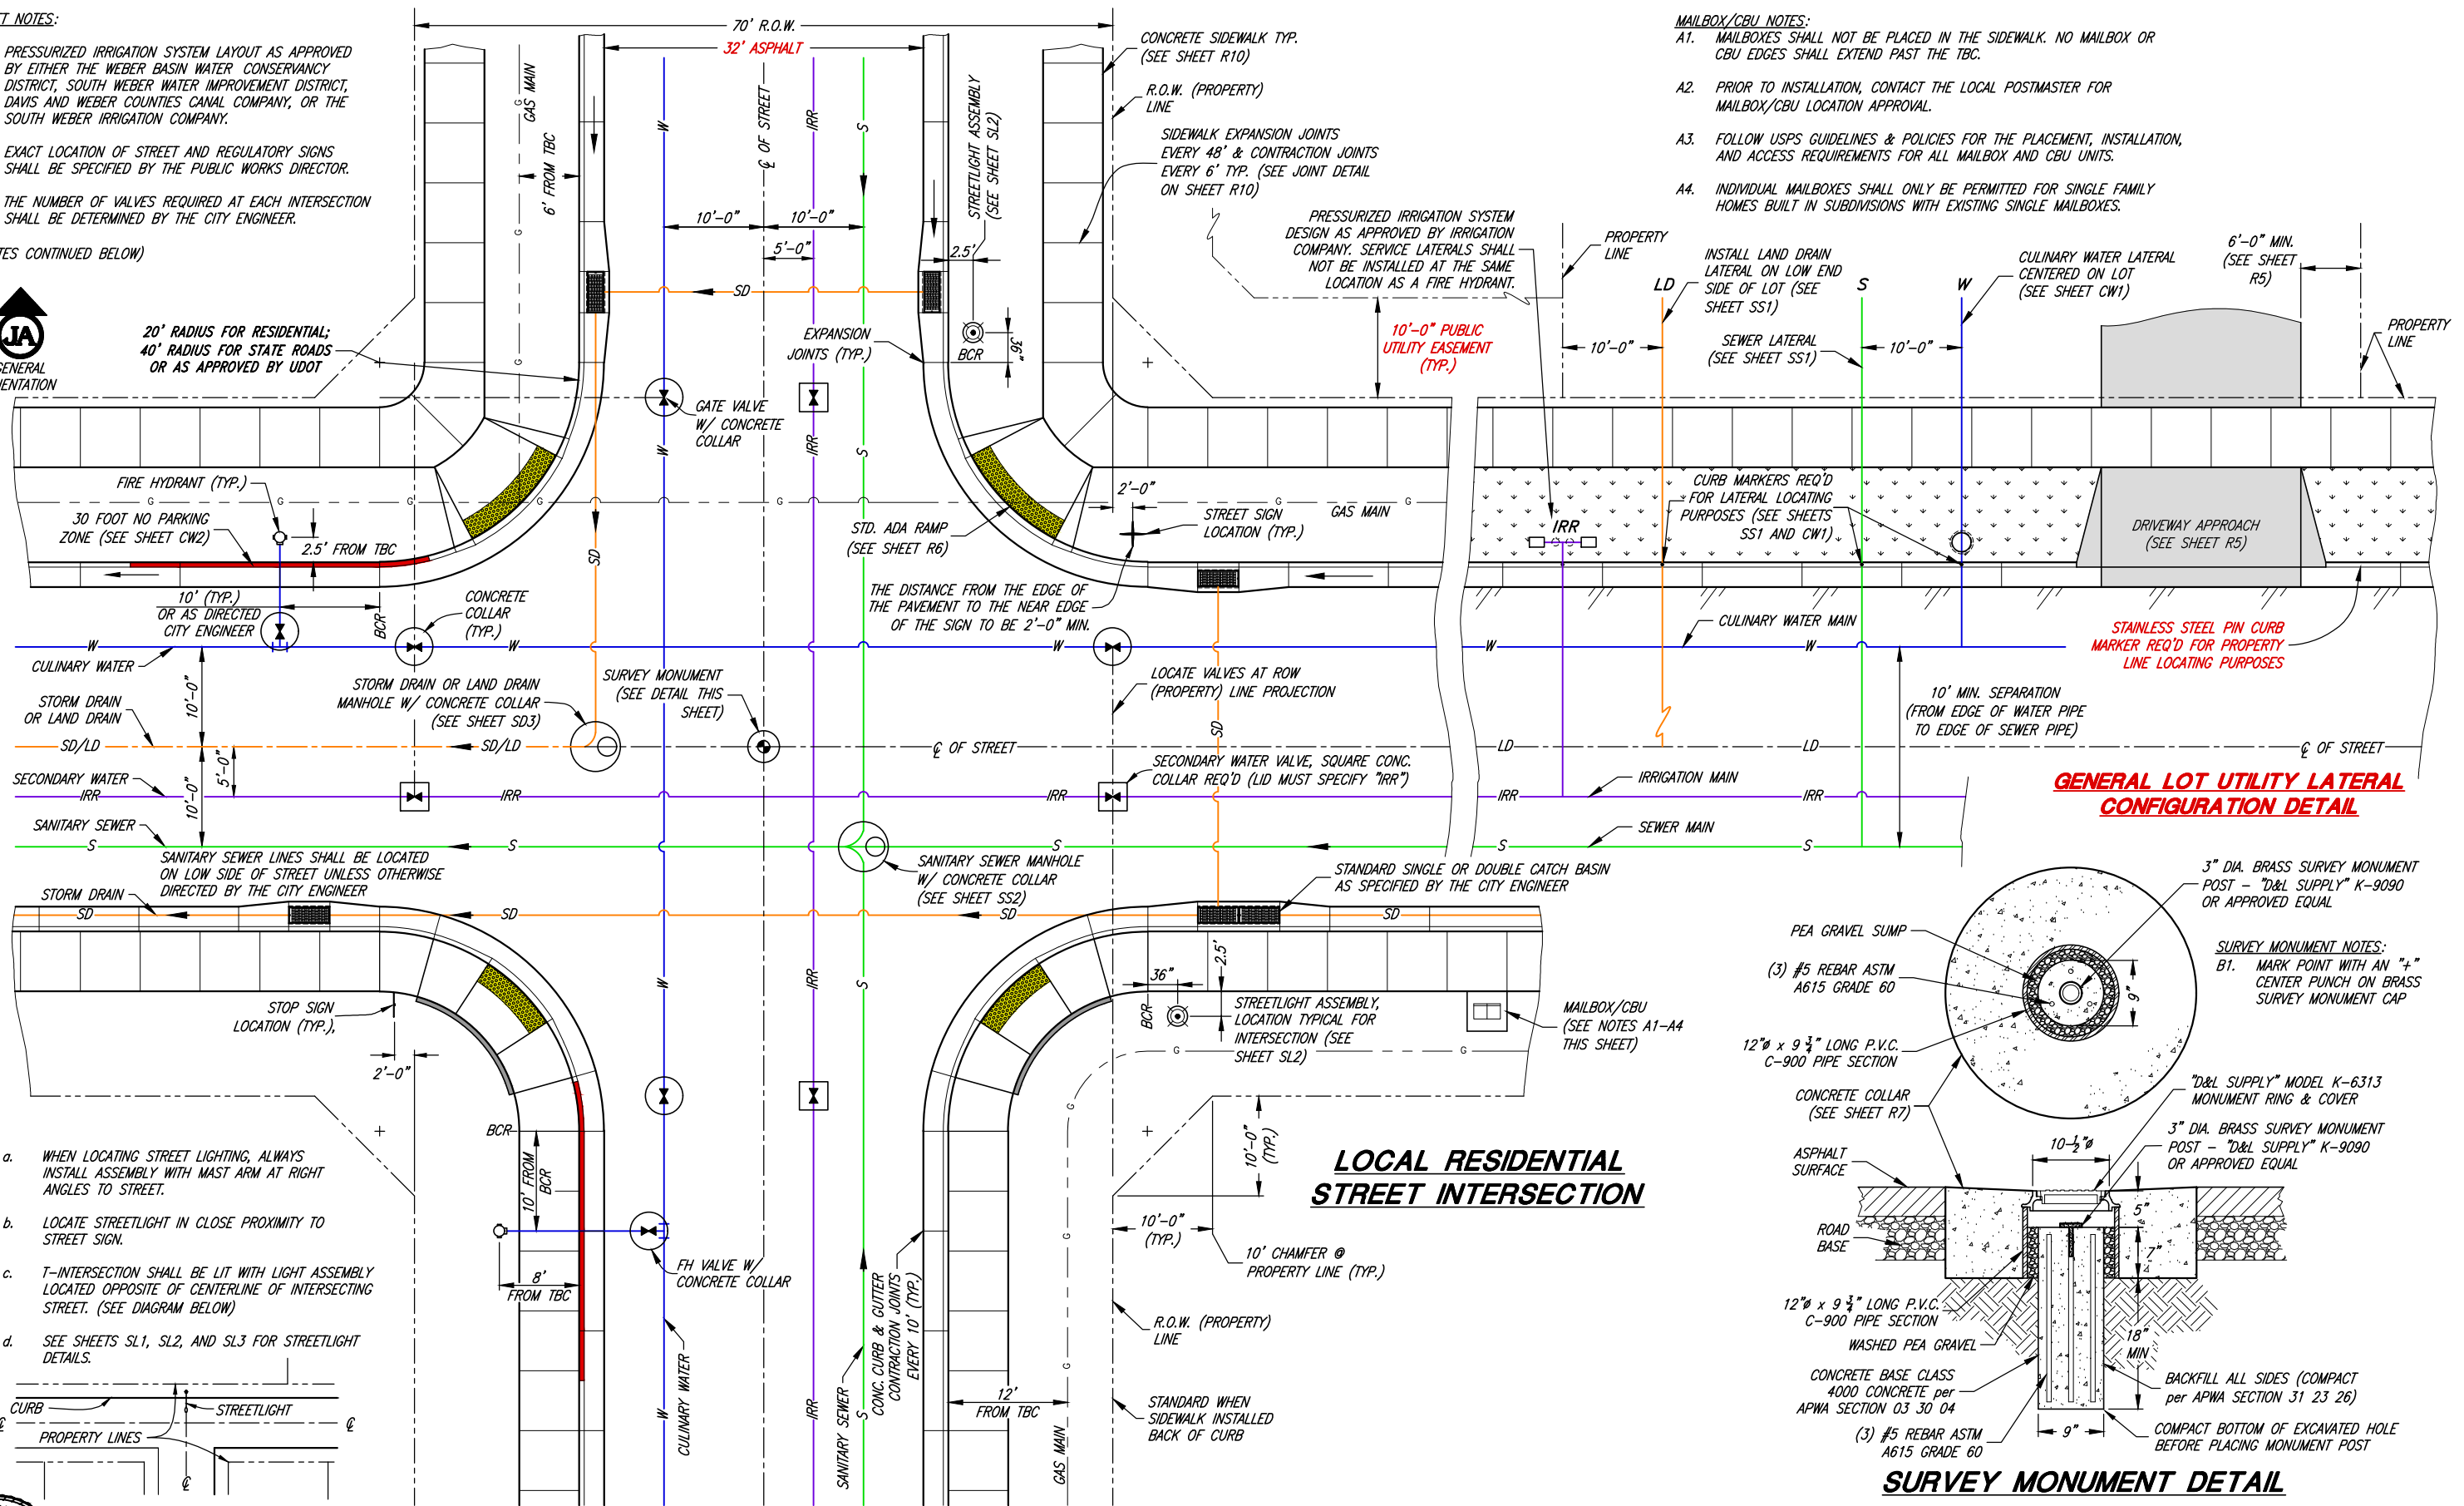 T NOTES:
PRESSURIZED IRRIGATION SYSTEM LAYOUT AS APPROVED
BY EITHER THE WEBER BASIN WATER CONSERVANCY
DISTRICT, SOUTH WEBER WATER IMPROVEMENT DISTRICT,
DAVIS AND WEBER COUNTIES CANAL COMPANY, OR THE
SOUTH WEBER IRRIGATION COMPANY.
EXACT LOCATION OF STREET AND REGULATORY SIGNS
SHALL BE SPECIFIED BY THE PUBLIC WORKS DIRECTOR.
THE NUMBER OF VALVES REQUIRED AT EACH INTERSECTION
SHALL BE DETERMINED BY THE CITY ENGINEER.
TES CONTINUED BELOW)
JA
GENERAL
IENTATION
20' RADIUS FOR RESIDENTIAL;
40' RADIUS FOR STATE ROADS
OR AS APPROVED BY UDOT
70' R.O.W.
32' ASPHALT
GAS MAIN
G
G
G
6' FROM TBC
W
℄ OF STREET
IRR
S
STREETLIGHT ASSEMBLY
(SEE SHEET SL2)
10'-0"
10'-0"
5'-0"
2.5'
SD
EXPANSION
JOINTS (TYP.)
BCR
36"
CONCRETE SIDEWALK TYP.
(SEE SHEET R10)
R.O.W. (PROPERTY)
LINE
SIDEWALK EXPANSION JOINTS
EVERY 48' & CONTRACTION JOINTS
EVERY 6' TYP. (SEE JOINT DETAIL
ON SHEET R10)
PRESSURIZED IRRIGATION SYSTEM
DESIGN AS APPROVED BY IRRIGATION
COMPANY. SERVICE LATERALS SHALL
NOT BE INSTALLED AT THE SAME
LOCATION AS A FIRE HYDRANT.
MAILBOX/CBU NOTES:
A1. MAILBOXES SHALL NOT BE PLACED IN THE SIDEWALK. NO MAILBOX OR
CBU EDGES SHALL EXTEND PAST THE TBC.
A2. PRIOR TO INSTALLATION, CONTACT THE LOCAL POSTMASTER FOR
MAILBOX/CBU LOCATION APPROVAL.
A3. FOLLOW USPS GUIDELINES & POLICIES FOR THE PLACEMENT, INSTALLATION,
AND ACCESS REQUIREMENTS FOR ALL MAILBOX AND CBU UNITS.
A4. INDIVIDUAL MAILBOXES SHALL ONLY BE PERMITTED FOR SINGLE FAMILY
HOMES BUILT IN SUBDIVISIONS WITH EXISTING SINGLE MAILBOXES.
PROPERTY
LINE
INSTALL LAND DRAIN
LATERAL ON LOW END
SIDE OF LOT (SEE
SHEET SS1)
LD
S
W
CULINARY WATER LATERAL
CENTERED ON LOT
(SEE SHEET CW1)
6'-0" MIN.
(SEE SHEET
R5)
10'-0" PUBLIC
UTILITY EASEMENT
(TYP.)
10'-0"
SEWER LATERAL
(SEE SHEET SS1)
10'-0"
PROPERTY
LINE
GATE VALVE
W/ CONCRETE
COLLAR
W
IRR
S
FIRE HYDRANT (TYP.)
G
G
G
G
G
G
G
30 FOOT NO PARKING
ZONE (SEE SHEET CW2)
2.5' FROM TBC
SD
STD. ADA RAMP
(SEE SHEET R6)
2'-0"
STREET SIGN
LOCATION (TYP.)
GAS MAIN
IRR
CURB MARKERS REQ'D
FOR LATERAL LOCATING
PURPOSES (SEE SHEETS
SS1 AND CW1)
DRIVEWAY APPROACH
(SEE SHEET R5)
THE DISTANCE FROM THE EDGE OF
THE PAVEMENT TO THE NEAR EDGE
OF THE SIGN TO BE 2'-0" MIN.
10' (TYP.)
OR AS DIRECTED
CITY ENGINEER
BCR
CONCRETE
COLLAR
(TYP.)
W
W
W
W
W
CULINARY WATER
CULINARY WATER MAIN
STAINLESS STEEL PIN CURB
MARKER REQ'D FOR PROPERTY
LINE LOCATING PURPOSES
10'-0"
STORM DRAIN
OR LAND DRAIN
STORM DRAIN OR LAND DRAIN
MANHOLE W/ CONCRETE COLLAR
(SEE SHEET SD3)
SURVEY MONUMENT
(SEE DETAIL THIS
SHEET)
LOCATE VALVES AT ROW
(PROPERTY) LINE PROJECTION
SD
10' MIN. SEPARATION
(FROM EDGE OF WATER PIPE
TO EDGE OF SEWER PIPE)
SD/LD
SD/LD
℄ OF STREET
LD
LD
℄ OF STREET
5'-0"
10'-0"
SECONDARY WATER
IRR
IRR
IRR
IRR
IRR
SECONDARY WATER VALVE, SQUARE CONC.
COLLAR REQ'D (LID MUST SPECIFY "IRR")
IRRIGATION MAIN
GENERAL LOT UTILITY LATERAL
CONFIGURATION DETAIL
SANITARY SEWER
S
S
S
S
S
SEWER MAIN
SANITARY SEWER LINES SHALL BE LOCATED
ON LOW SIDE OF STREET UNLESS OTHERWISE
DIRECTED BY THE CITY ENGINEER
SANITARY SEWER MANHOLE
W/ CONCRETE COLLAR
(SEE SHEET SS2)
STANDARD SINGLE OR DOUBLE CATCH BASIN
AS SPECIFIED BY THE CITY ENGINEER
STORM DRAIN
SD
SD
SD
SD
W
IRR
S
STOP SIGN
LOCATION (TYP.),
2'-0"
36"
2.5'
BCR
STREETLIGHT ASSEMBLY,
LOCATION TYPICAL FOR
INTERSECTION (SEE
SHEET SL2)
MAILBOX/CBU
(SEE NOTES A1-A4
THIS SHEET)
G
G
G
G
3" DIA. BRASS SURVEY MONUMENT
POST - "D&L SUPPLY" K-9090
OR APPROVED EQUAL
PEA GRAVEL SUMP
(3) #5 REBAR ASTM
A615 GRADE 60
9"
SURVEY MONUMENT NOTES:
B1. MARK POINT WITH AN "+"
CENTER PUNCH ON BRASS
SURVEY MONUMENT CAP
12"ø x 9 3/4" LONG P.V.C.
C-900 PIPE SECTION
CONCRETE COLLAR
(SEE SHEET R7)
"D&L SUPPLY" MODEL K-6313
MONUMENT RING & COVER
3" DIA. BRASS SURVEY MONUMENT
POST - "D&L SUPPLY" K-9090
OR APPROVED EQUAL
10-1/2"ø
ASPHALT
SURFACE
5"
ROAD
BASE
7"
12"ø x 9 3/4" LONG P.V.C.
C-900 PIPE SECTION
WASHED PEA GRAVEL
18"
MIN
CONCRETE BASE CLASS
4000 CONCRETE per
APWA SECTION 03 30 04
BACKFILL ALL SIDES (COMPACT
per APWA SECTION 31 23 26)
(3) #5 REBAR ASTM
A615 GRADE 60
9"
COMPACT BOTTOM OF EXCAVATED HOLE
BEFORE PLACING MONUMENT POST
SURVEY MONUMENT DETAIL
BCR
10' FROM
BCR
10'-0"
(TYP.)
LOCAL RESIDENTIAL
STREET INTERSECTION
10'-0"
(TYP.)
10' CHAMFER @
PROPERTY LINE (TYP.)
8'
FROM TBC
FH VALVE W/
CONCRETE COLLAR
R.O.W. (PROPERTY)
LINE
CULINARY WATER
W
IRR
SANITARY SEWER
S
CONC. CURB & GUTTER
CONTRACTION JOINTS
EVERY 10' (TYP.)
12'
FROM TBC
GAS MAIN
STANDARD WHEN
SIDEWALK INSTALLED
BACK OF CURB
a. WHEN LOCATING STREET LIGHTING, ALWAYS
INSTALL ASSEMBLY WITH MAST ARM AT RIGHT
ANGLES TO STREET.
b. LOCATE STREETLIGHT IN CLOSE PROXIMITY TO
STREET SIGN.
c. T-INTERSECTION SHALL BE LIT WITH LIGHT ASSEMBLY
LOCATED OPPOSITE OF CENTERLINE OF INTERSECTING
STREET. (SEE DIAGRAM BELOW)
d. SEE SHEETS SL1, SL2, AND SL3 FOR STREETLIGHT
DETAILS.
CURB
STREETLIGHT
℄
℄
PROPERTY LINES
℄